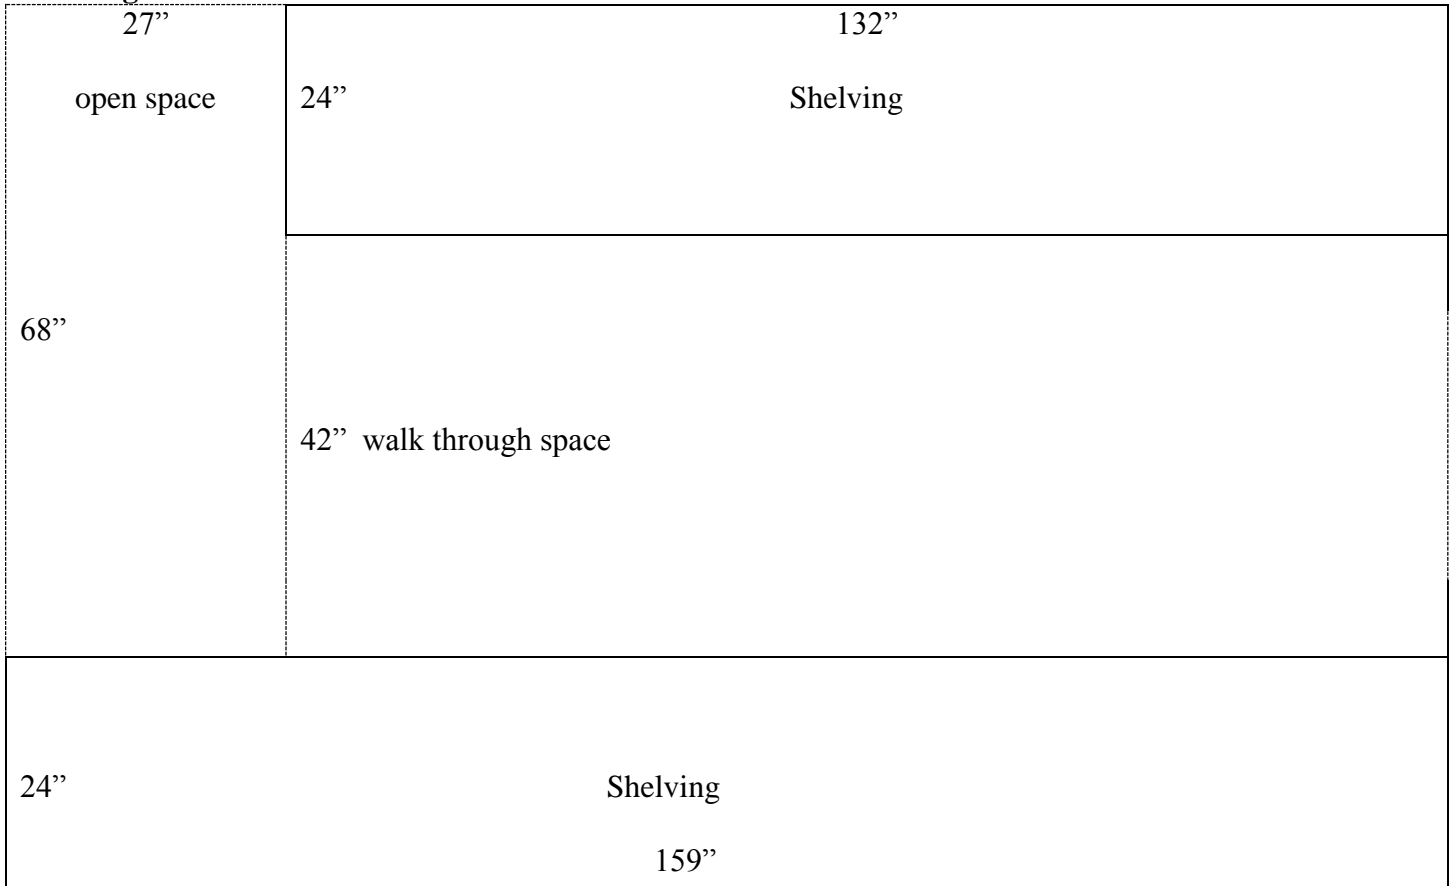 27” 132”
open space 24” Shelving
68”
42” walk through space
24” Shelving
159”